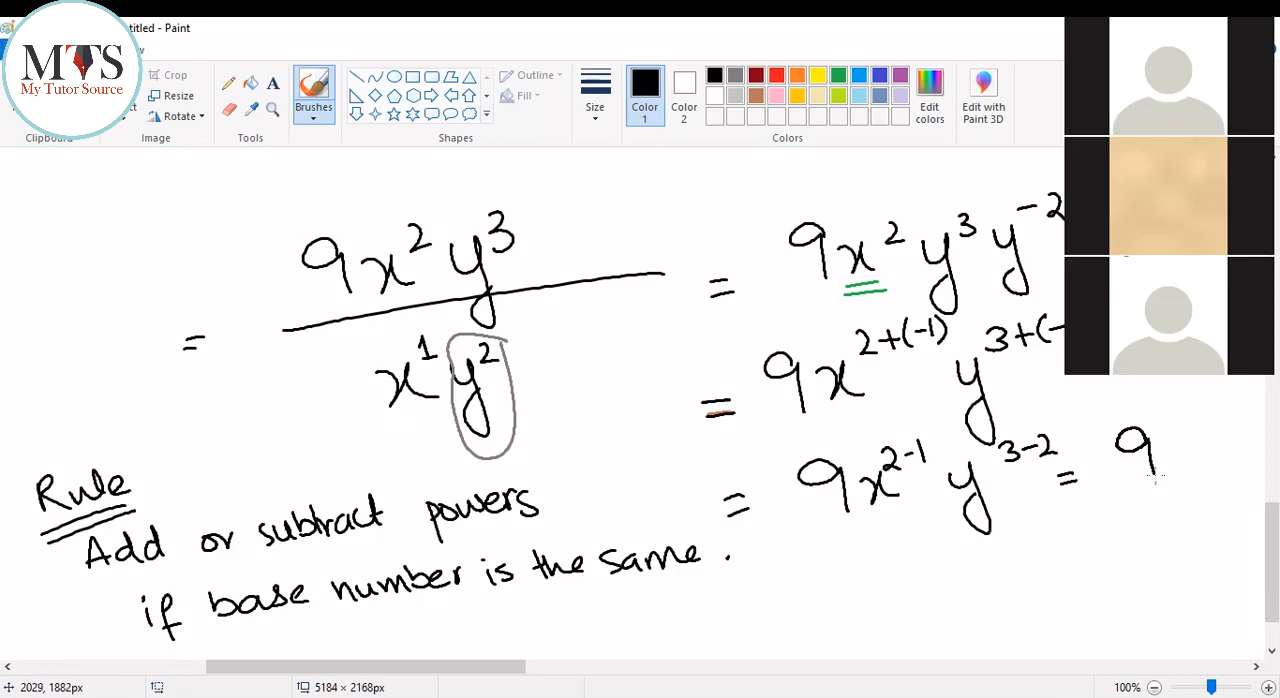 ntitled - Paint
MTS
My Tutor Source
Crop
Resize
Rotate
Clipboard
Image
Tools
Brushes
Shapes
Outline
Fill
Size
Color 1
Color 2
Edit colors
Edit with Paint 3D
Colors
= 9x²y³ / x¹y² = 9x²y³y⁻²
= 9x²⁺⁽⁻¹⁾ y³⁺⁽⁻
= 9x²⁻¹ y³⁻² = 9
Rule
Add or subtract powers
if base number is the same.
2029, 1882px
5184 × 2168px
100%